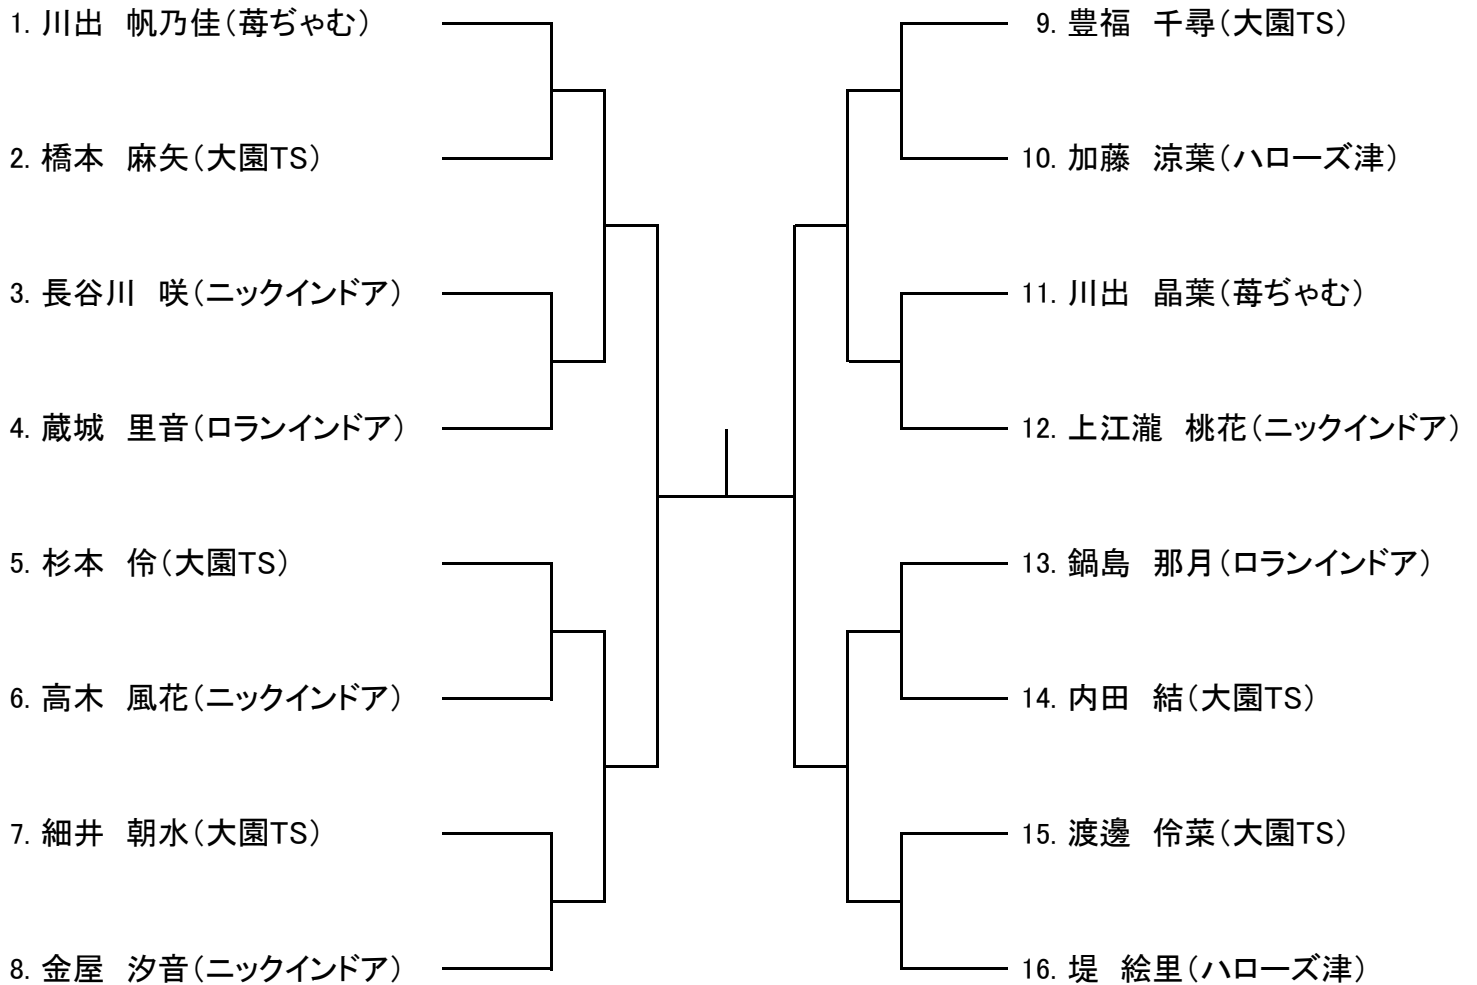 1. 川出　帆乃佳（苺ぢゃむ）
2. 橋本　麻矢（大園TS）
3. 長谷川　咲（ニックインドア）
4. 蔵城　里音（ロランインドア）
5. 杉本　伶（大園TS）
6. 高木　風花（ニックインドア）
7. 細井　朝水（大園TS）
8. 金屋　汐音（ニックインドア）
9. 豊福　千尋（大園TS）
10. 加藤　涼葉（ハローズ津）
11. 川出　晶葉（苺ぢゃむ）
12. 上江瀧　桃花（ニックインドア）
13. 鍋島　那月（ロランインドア）
14. 内田　結（大園TS）
15. 渡邊　伶菜（大園TS）
16. 堤　絵里（ハローズ津）